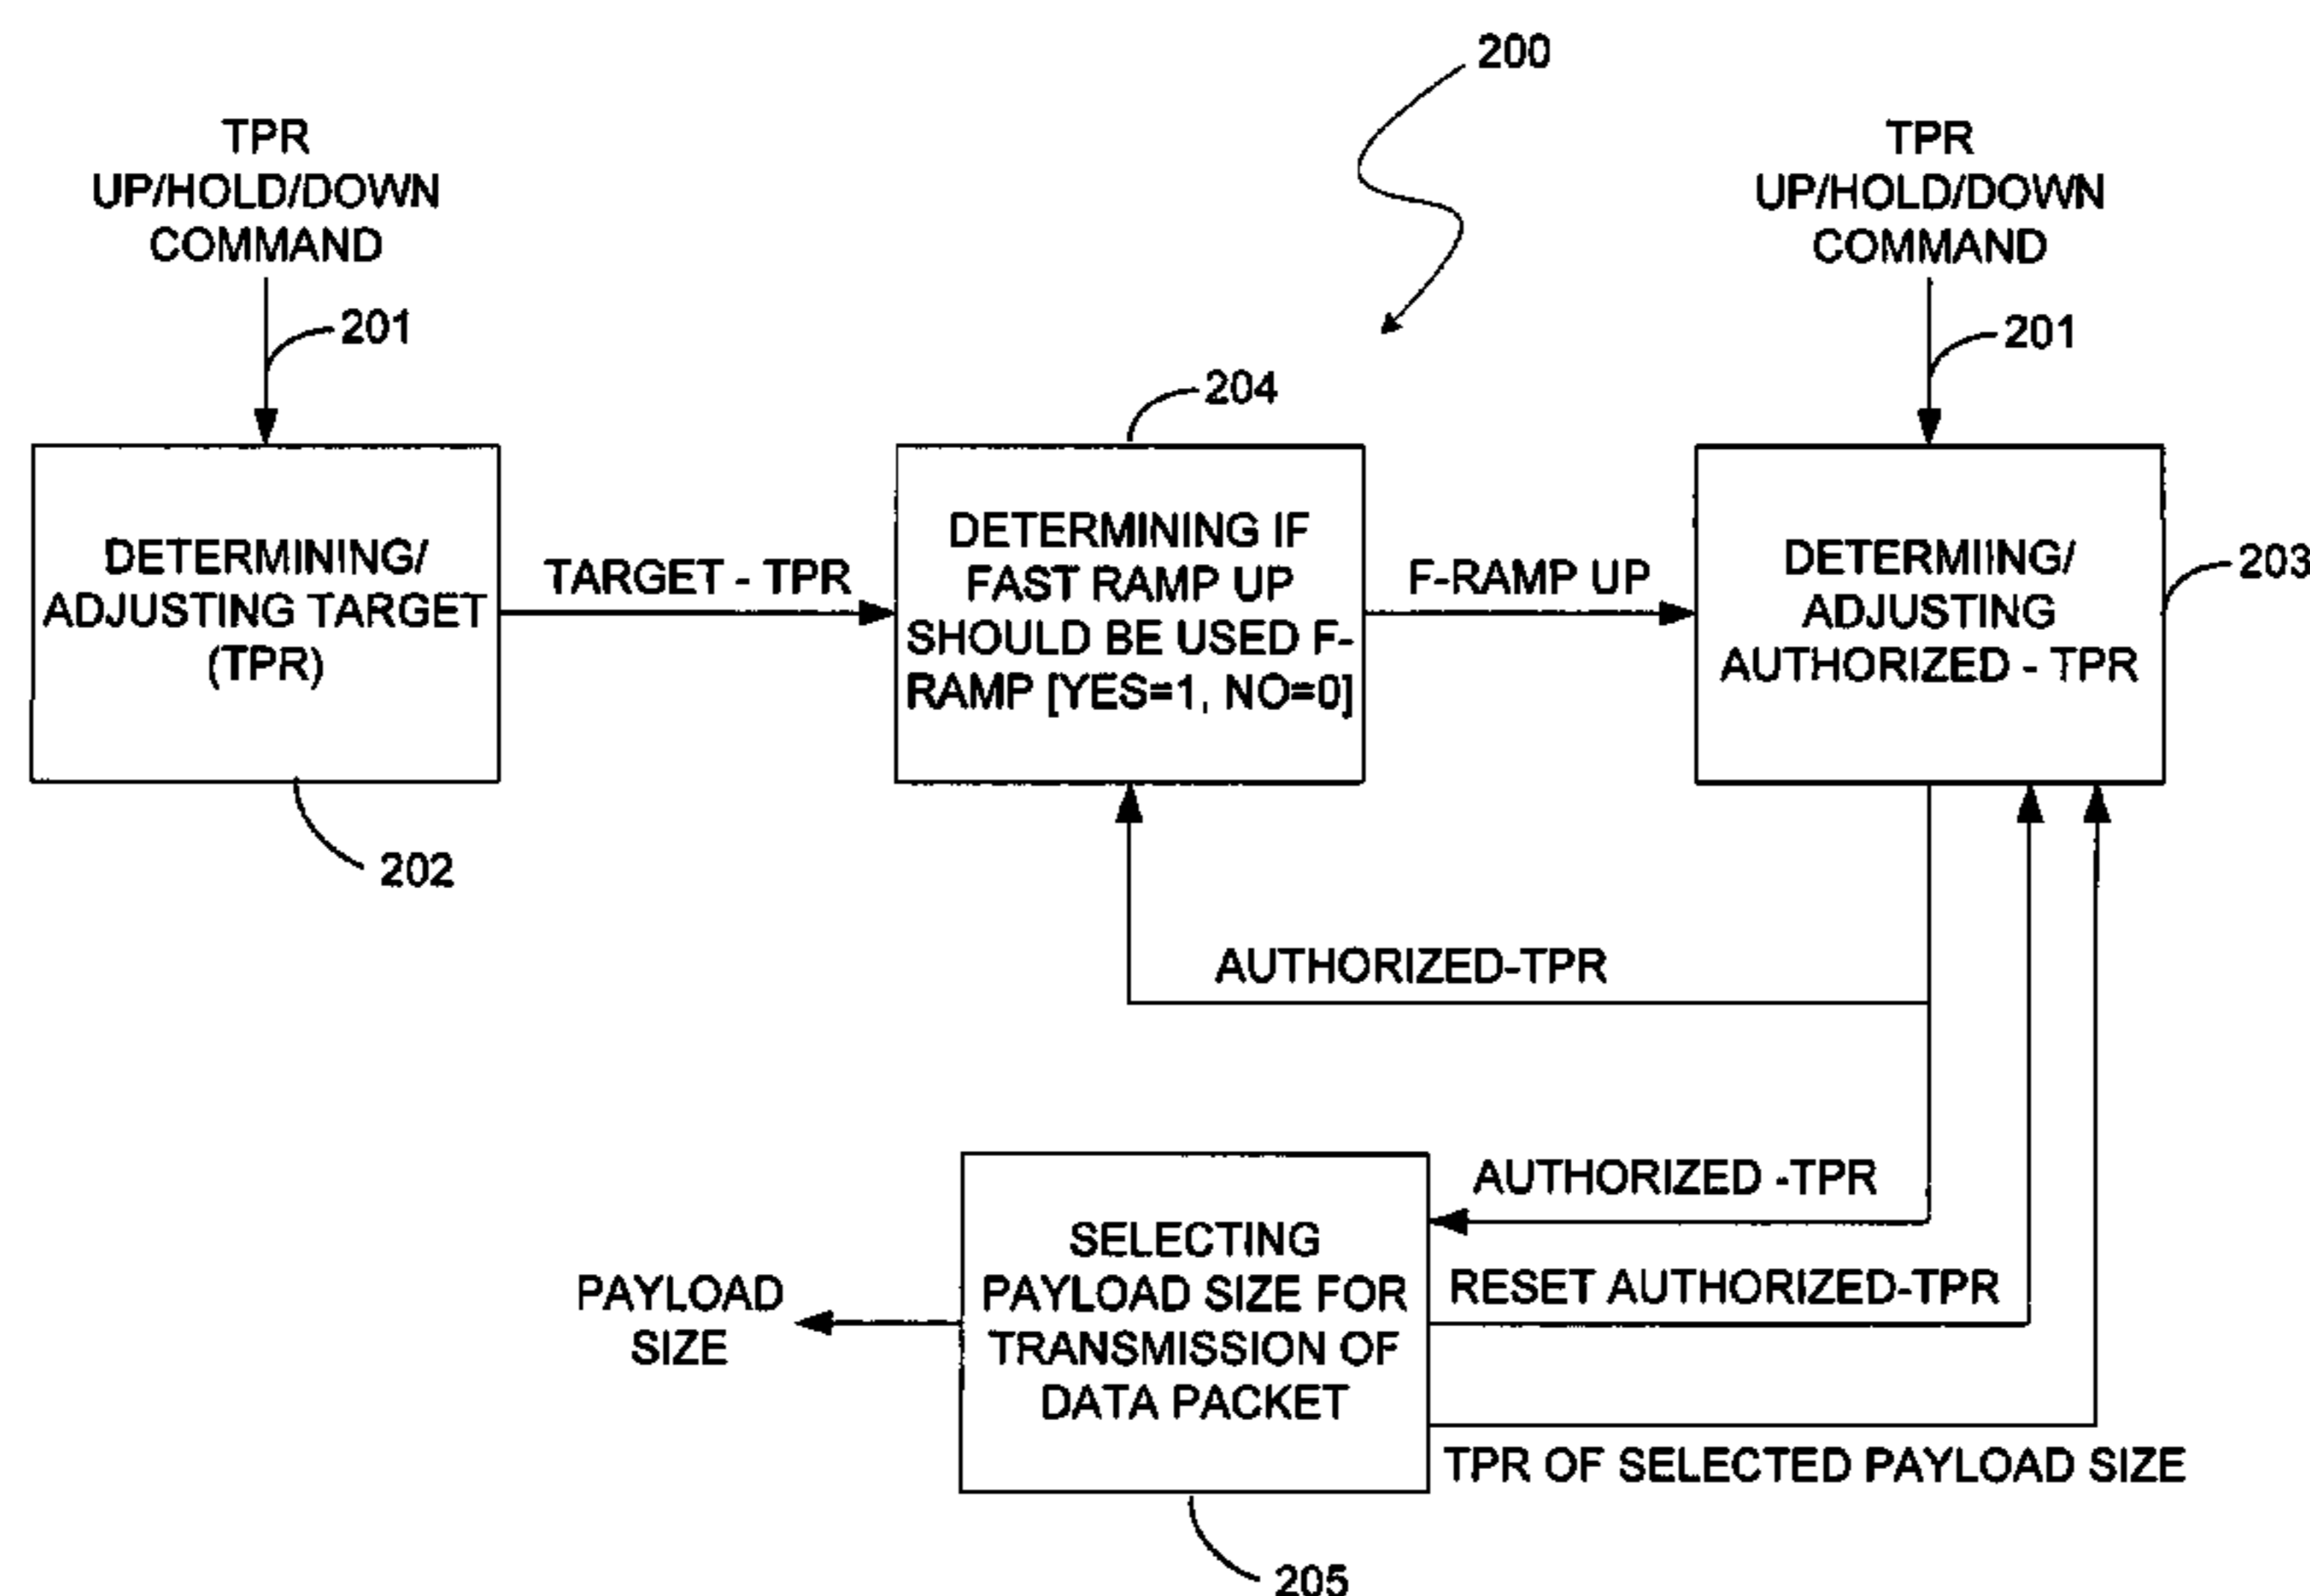 200
TPR
UP/HOLD/DOWN
COMMAND
201
TPR
UP/HOLD/DOWN
COMMAND
201
204
DETERMINING/
ADJUSTING TARGET
(TPR)
202
TARGET - TPR
DETERMINING IF
FAST RAMP UP
SHOULD BE USED F-
RAMP [YES=1, NO=0]
F-RAMP UP
DETERMIING/
ADJUSTING
AUTHORIZED - TPR
203
AUTHORIZED-TPR
AUTHORIZED -TPR
RESET AUTHORIZED-TPR
TPR OF SELECTED PAYLOAD SIZE
SELECTING
PAYLOAD SIZE FOR
TRANSMISSION OF
DATA PACKET
PAYLOAD
SIZE
205